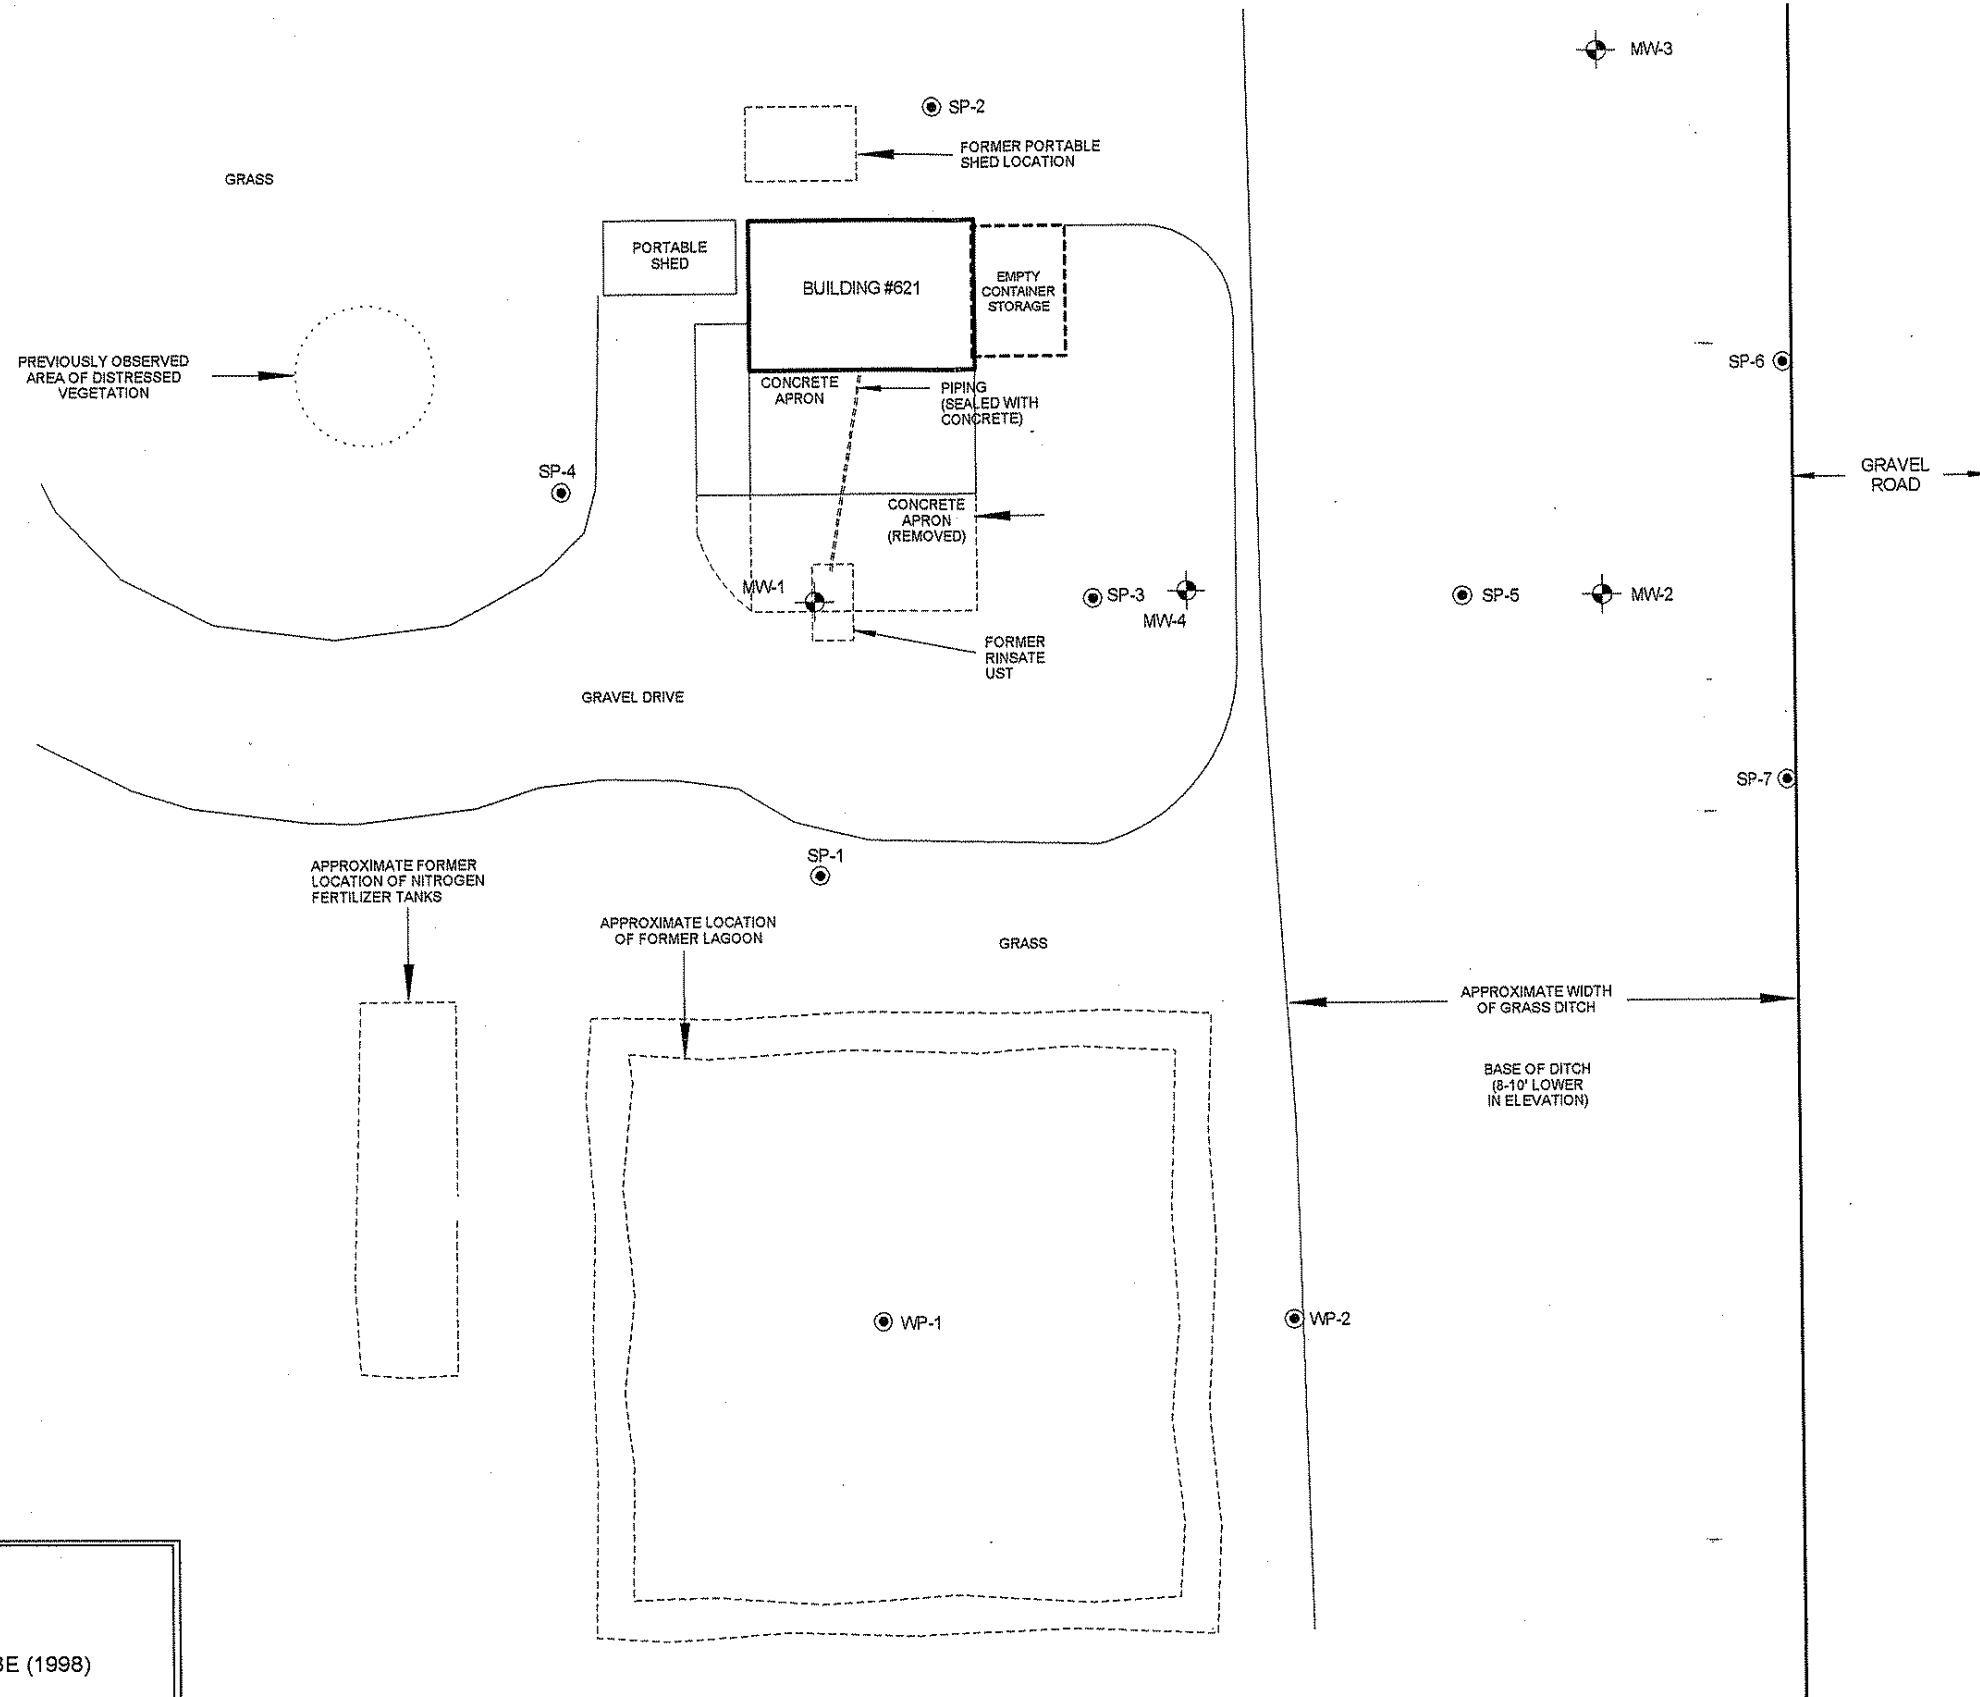 MW-3
SP-2
FORMER PORTABLE
SHED LOCATION
GRASS
PORTABLE
SHED
BUILDING #621
EMPTY
CONTAINER
STORAGE
PREVIOUSLY OBSERVED
AREA OF DISTRESSED
VEGETATION
SP-6
CONCRETE
APRON
PIPING
(SEALED WITH
CONCRETE)
SP-4
GRAVEL
ROAD
CONCRETE
APRON
(REMOVED)
MW-1
SP-3
MW-4
SP-5
MW-2
FORMER
RINSATE
UST
GRAVEL DRIVE
SP-7
SP-1
APPROXIMATE FORMER
LOCATION OF NITROGEN
FERTILIZER TANKS
APPROXIMATE LOCATION
OF FORMER LAGOON
GRASS
APPROXIMATE WIDTH
OF GRASS DITCH
BASE OF DITCH
(8-10' LOWER
IN ELEVATION)
WP-1
WP-2
BE (1998)